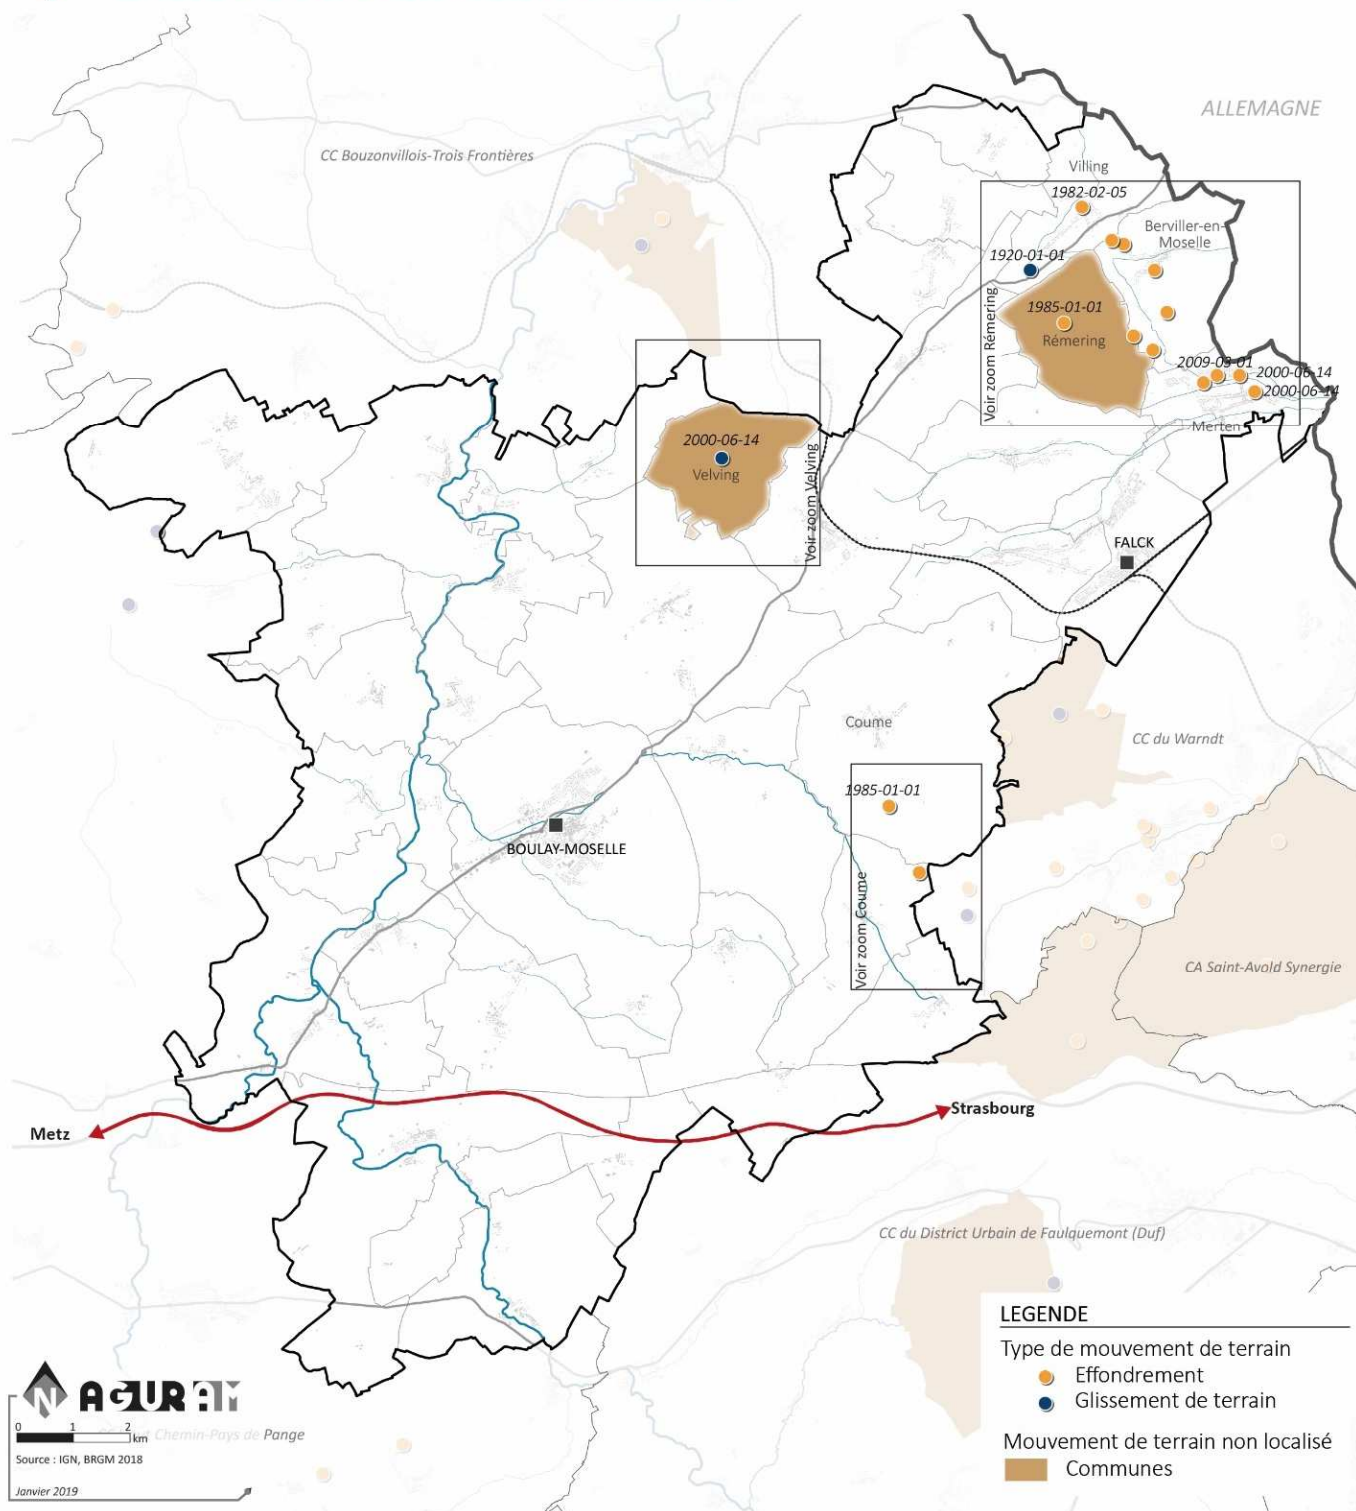 ALLEMAGNE
CC Bouzonvillois-Trois Frontières
Villing
1982-02-05
Berviller-en-
Moselle
1920-01-01
1985-01-01
Rémering
Voir zoom Rémering
2009-03-01
2000-06-14
2000-06-14
Merten
2000-06-14
Velving
Voir zoom Velving
FALCK
Coume
CC du Warndt
1985-01-01
BOULAY-MOSELLE
Voir zoom Coume
CA Saint-Avold Synergie
Metz
Strasbourg
CC du District Urbain de Faulquemont (Duf)
LEGENDE
Type de mouvement de terrain
Effondrement
Glissement de terrain
Mouvement de terrain non localisé
Communes
N AGURAM
0 1 2
km
Chemin-Pays de Pange
Source : IGN, BRGM 2018
Janvier 2019